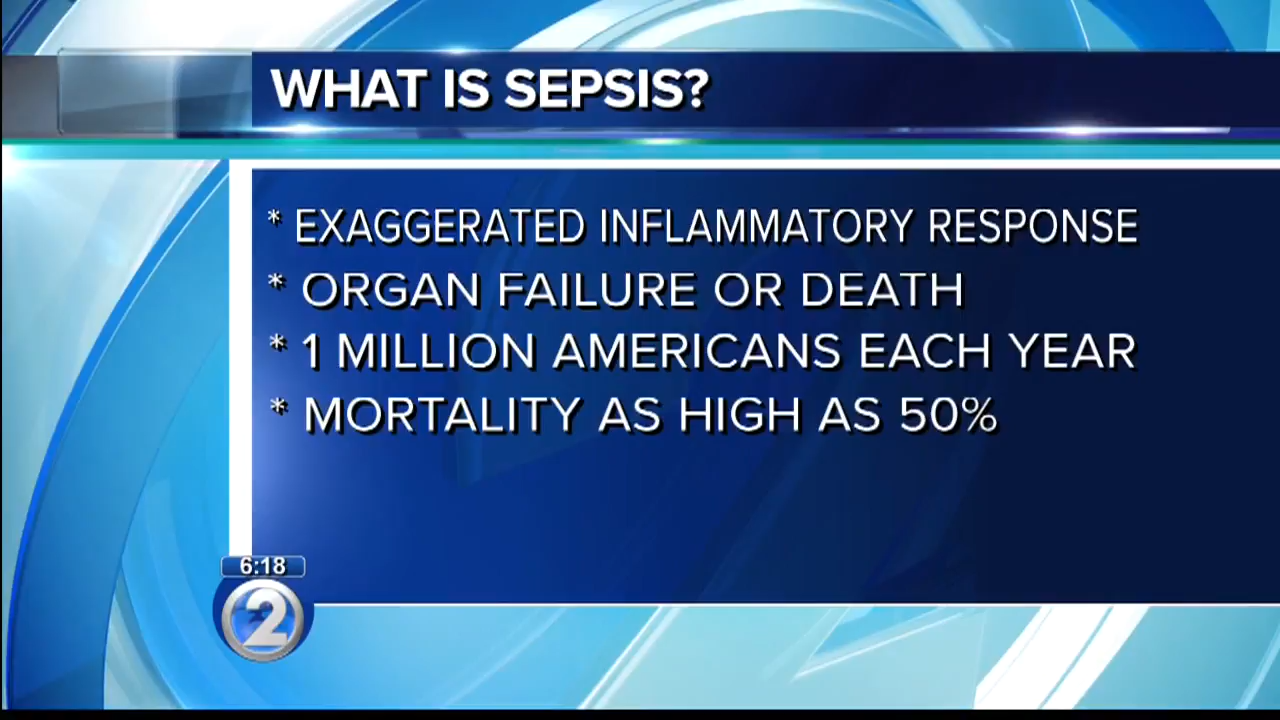 WHAT IS SEPSIS?
* EXAGGERATED INFLAMMATORY RESPONSE
* ORGAN FAILURE OR DEATH
* 1 MILLION AMERICANS EACH YEAR
* MORTALITY AS HIGH AS 50%
6:18
2